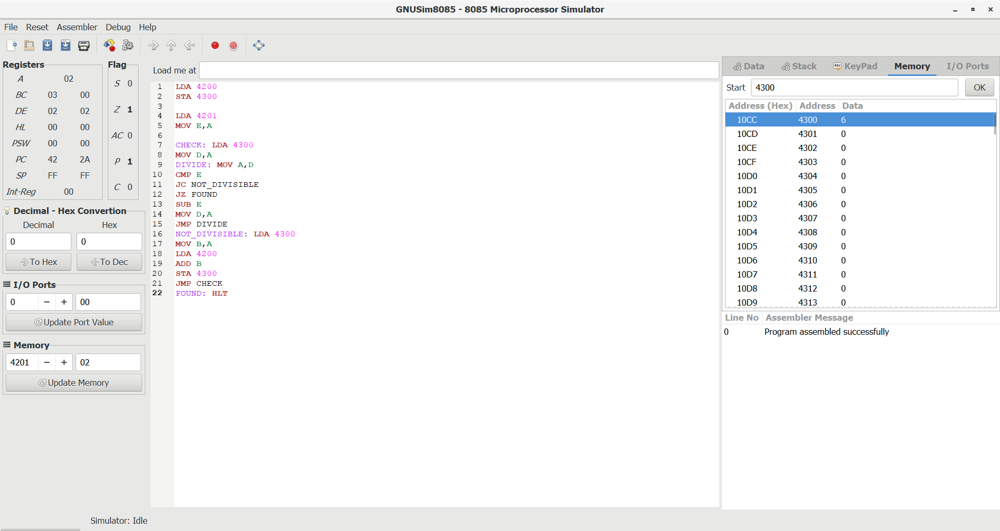 GNUSim8085 - 8085 Microprocessor Simulator
File Reset Assembler Debug Help
Registers
A 02
BC 03 00
DE 02 02
HL 00 00
PSW 00 00
PC 42 2A
SP FF FF
Int-Reg 00
Flag
S 0
Z 1
AC 0
P 1
C 0
Decimal - Hex Convertion
Decimal Hex
0 0
To Hex To Dec
I/O Ports
0 − + 00
Update Port Value
Memory
4201 − + 02
Update Memory
Load me at
1 LDA 4200
2 STA 4300
3
4 LDA 4201
5 MOV E,A
6
7 CHECK: LDA 4300
8 MOV D,A
9 DIVIDE: MOV A,D
10 CMP E
11 JC NOT_DIVISIBLE
12 JZ FOUND
13 SUB E
14 MOV D,A
15 JMP DIVIDE
16 NOT_DIVISIBLE: LDA 4300
17 MOV B,A
18 LDA 4200
19 ADD B
20 STA 4300
21 JMP CHECK
22 FOUND: HLT
Data Stack Abc KeyPad Memory I/O Ports
Start 4300 OK
Address (Hex) Address Data
10CC 4300 6
10CD 4301 0
10CE 4302 0
10CF 4303 0
10D0 4304 0
10D1 4305 0
10D2 4306 0
10D3 4307 0
10D4 4308 0
10D5 4309 0
10D6 4310 0
10D7 4311 0
10D8 4312 0
10D9 4313 0
Line No Assembler Message
0 Program assembled successfully
Simulator: Idle